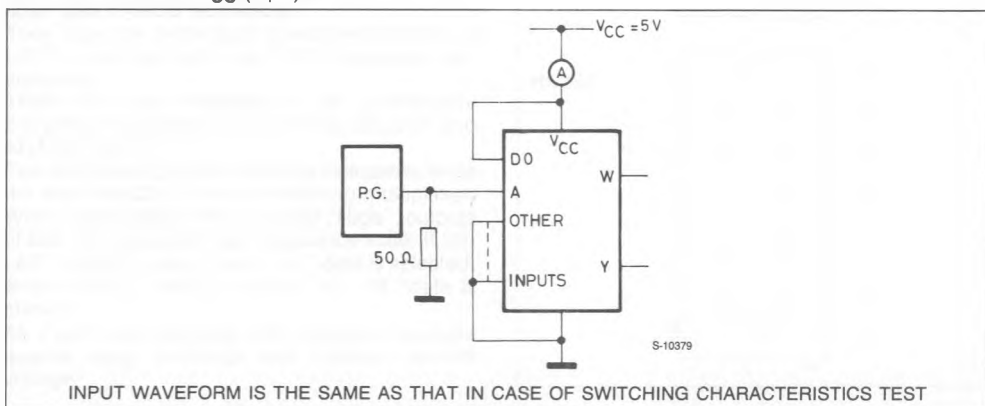 VCC = 5 V
A
VCC
D0
W
P.G.
A
OTHER
50 Ω
INPUTS
Y
S-10379
INPUT WAVEFORM IS THE SAME AS THAT IN CASE OF SWITCHING CHARACTERISTICS TEST